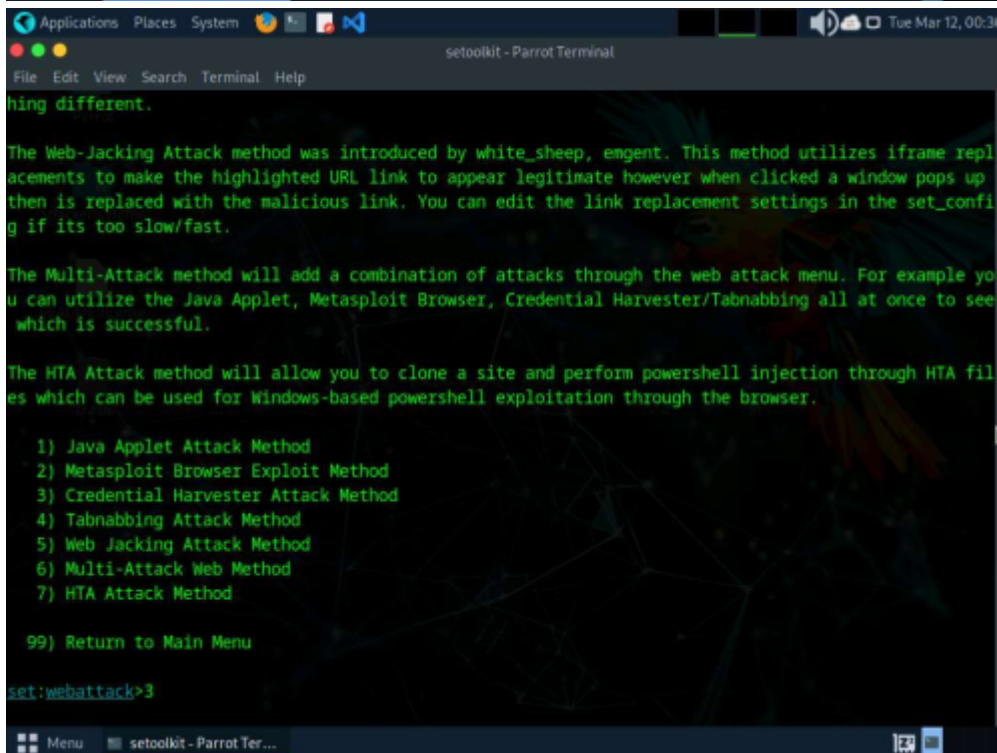 Applications Places System Tue Mar 12, 00:3
setoolkit - Parrot Terminal
File Edit View Search Terminal Help
hing different.
The Web-Jacking Attack method was introduced by white_sheep, emgent. This method utilizes iframe repl
acements to make the highlighted URL link to appear legitimate however when clicked a window pops up
then is replaced with the malicious link. You can edit the link replacement settings in the set_confi
g if its too slow/fast.
The Multi-Attack method will add a combination of attacks through the web attack menu. For example yo
u can utilize the Java Applet, Metasploit Browser, Credential Harvester/Tabnabbing all at once to see
which is successful.
The HTA Attack method will allow you to clone a site and perform powershell injection through HTA fil
es which can be used for Windows-based powershell exploitation through the browser.
1) Java Applet Attack Method
2) Metasploit Browser Exploit Method
3) Credential Harvester Attack Method
4) Tabnabbing Attack Method
5) Web Jacking Attack Method
6) Multi-Attack Web Method
7) HTA Attack Method
99) Return to Main Menu
set:webattack>3
Menu setoolkit - Parrot Ter...